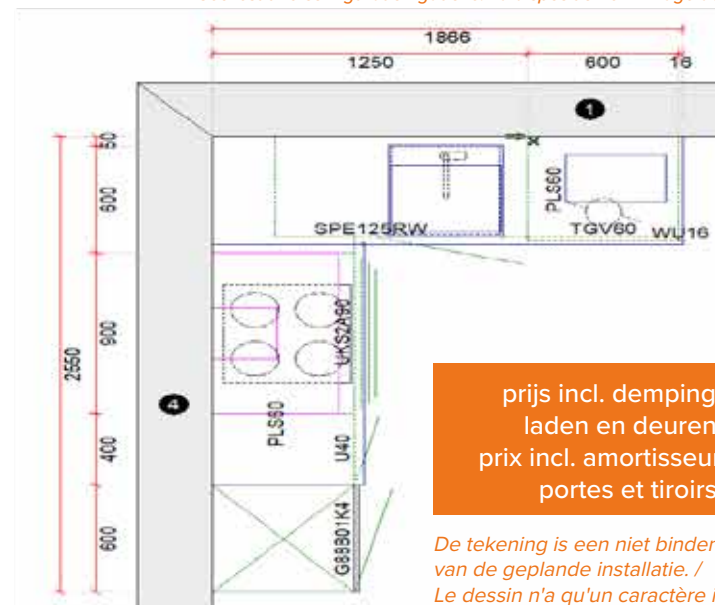 1866
1250 600 16
1
50
600
PLS60
SPE125RW
TGV60
WU16
900
UKS2A90
2550
4
PLS60
400
U40
600
G88B01K4
prijs incl. demping
laden en deuren
prix incl. amortisseur
portes et tiroirs
De tekening is een niet binden
van de geplande installatie. /
Le dessin n'a qu'un caractère